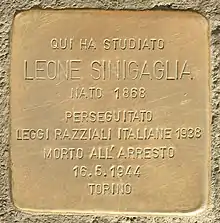 QUI HA STUDIATO
LEONE SINIGAGLIA
NATO 1868
PERSEGUITATO
LEGGI RAZZIALI ITALIANE 1938
MORTO ALL'ARRESTO
16.5.1944
TORINO